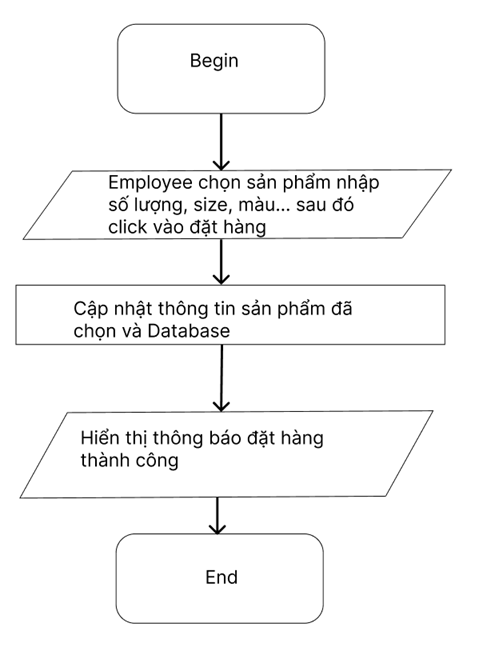 Begin
Employee chọn sản phẩm nhập
số lượng, size, màu... sau đó
click vào đặt hàng
Cập nhật thông tin sản phẩm đã
chọn và Database
Hiển thị thông báo đặt hàng
thành công
End